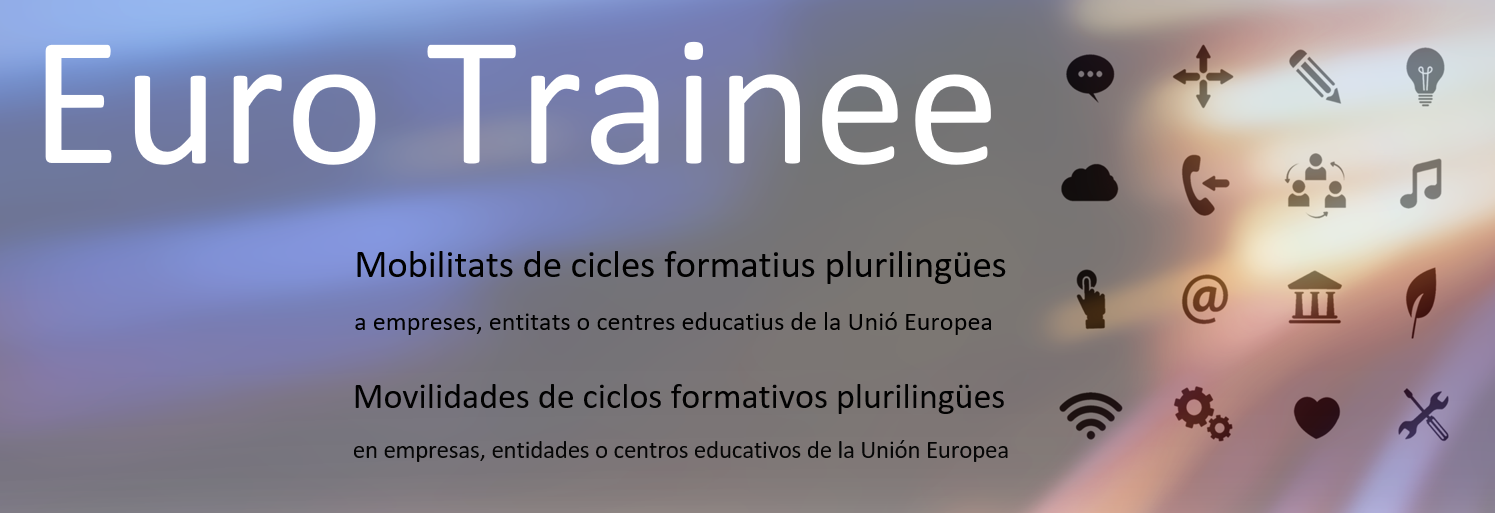 Euro Trainee
Mobilitats de cicles formatius plurilingües
a empreses, entitats o centres educatius de la Unió Europea
Movilidades de ciclos formativos plurilingües
en empresas, entidades o centros educativos de la Unión Europea
@